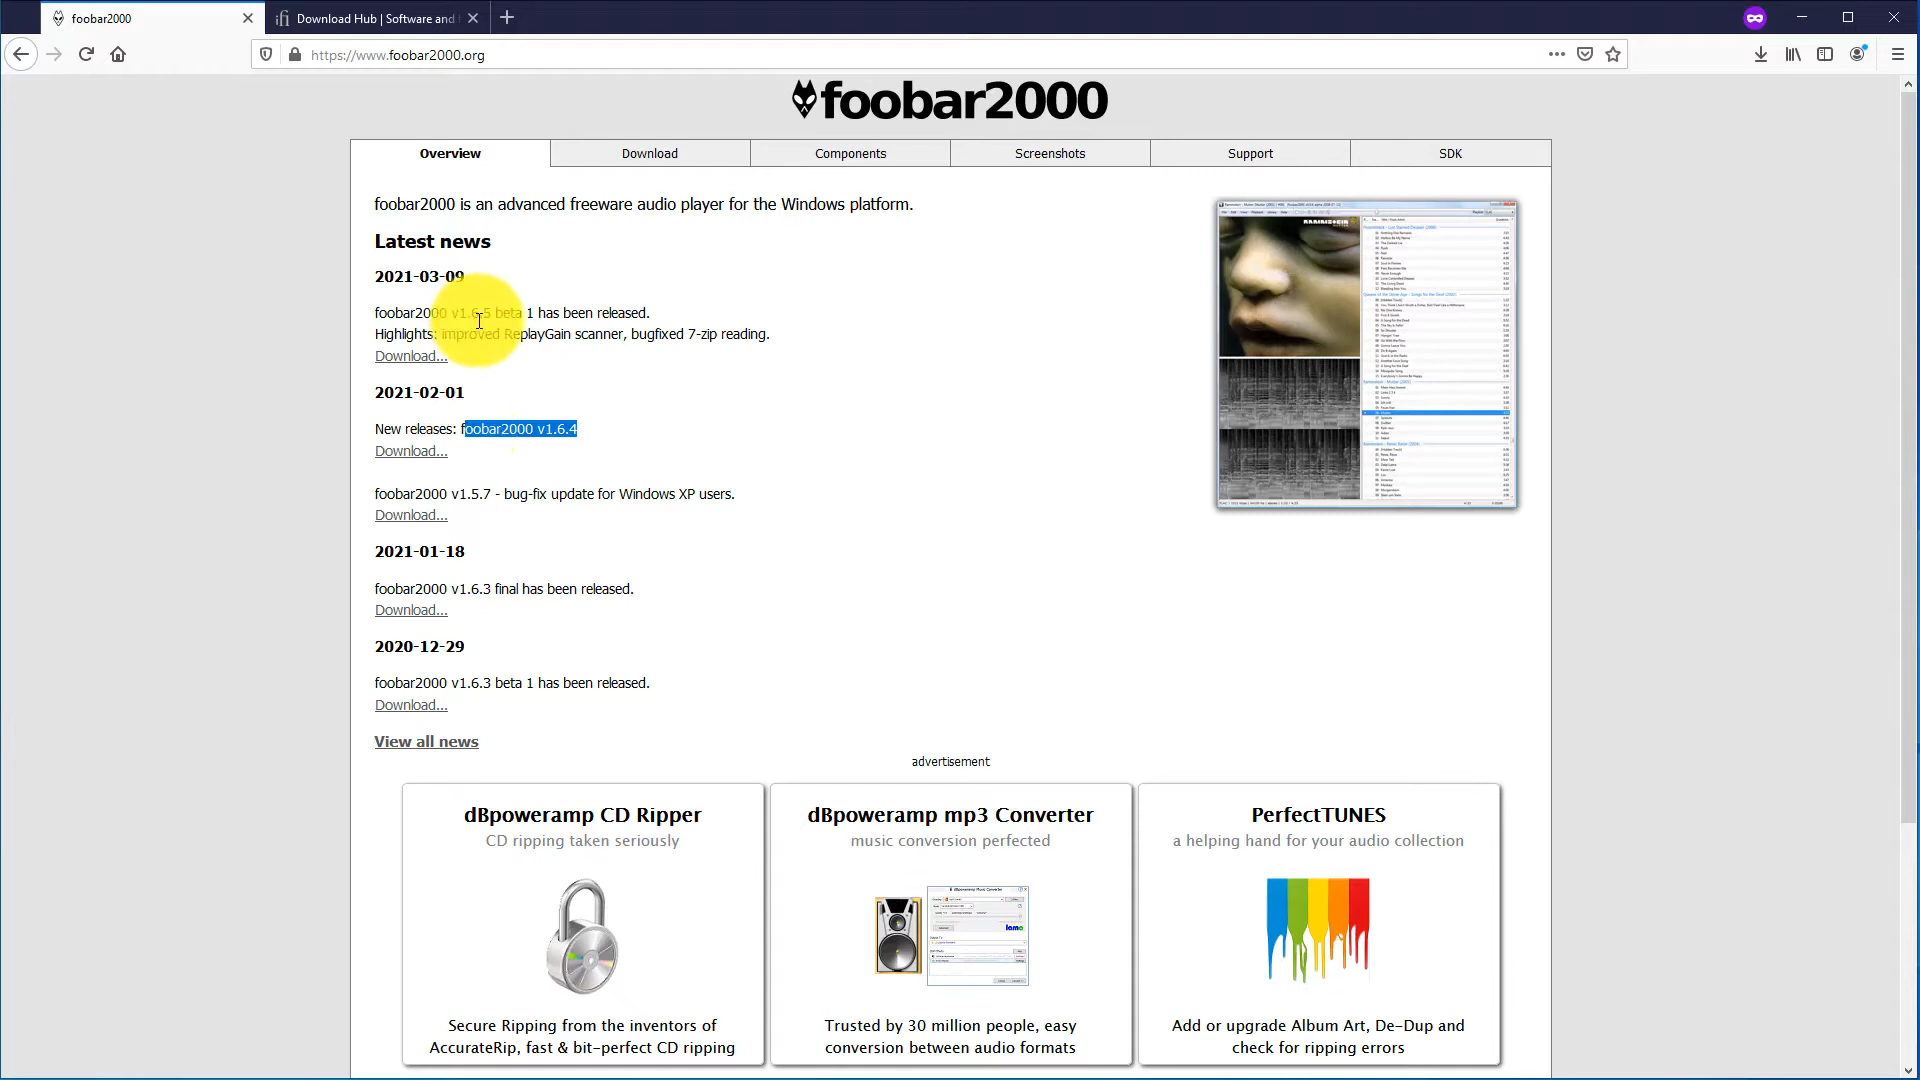 foobar2000
Download Hub | Software and
https://www.foobar2000.org
foobar2000
Overview
Download
Components
Screenshots
Support
SDK
foobar2000 is an advanced freeware audio player for the Windows platform.
Latest news
2021-03-09
foobar2000 v1.6.5 beta 1 has been released.
Highlights: improved ReplayGain scanner, bugfixed 7-zip reading.
Download...
2021-02-01
New releases: foobar2000 v1.6.4
Download...
foobar2000 v1.5.7 - bug-fix update for Windows XP users.
Download...
2021-01-18
foobar2000 v1.6.3 final has been released.
Download...
2020-12-29
foobar2000 v1.6.3 beta 1 has been released.
Download...
View all news
advertisement
dBpoweramp CD Ripper
CD ripping taken seriously
Secure Ripping from the inventors of
AccurateRip, fast & bit-perfect CD ripping
dBpoweramp mp3 Converter
music conversion perfected
Trusted by 30 million people, easy
conversion between audio formats
PerfectTUNES
a helping hand for your audio collection
Add or upgrade Album Art, De-Dup and
check for ripping errors